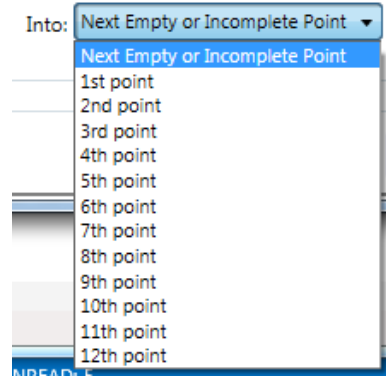 Into: Next Empty or Incomplete Point
Next Empty or Incomplete Point
1st point
2nd point
3rd point
4th point
5th point
6th point
7th point
8th point
9th point
10th point
11th point
12th point